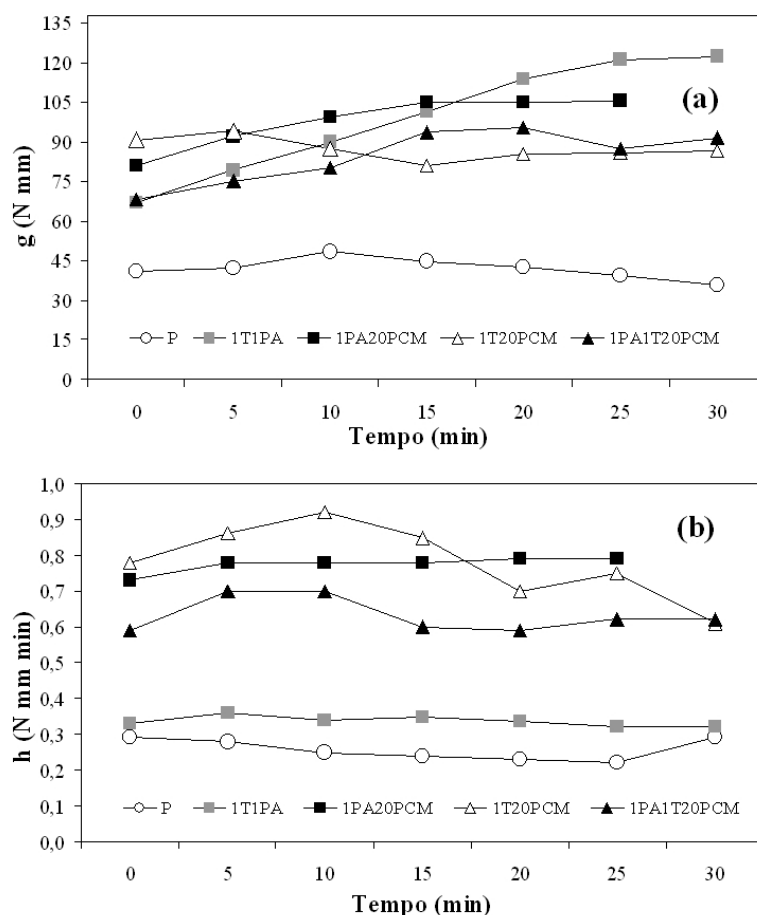 135
120
105
90
75
60
45
30
15
0
g (N mm)
(a)
P 1T1PA 1PA20PCM 1T20PCM 1PA1T20PCM
0 5 10 15 20 25 30
Tempo (min)
1,0
0,9
0,8
0,7
0,6
0,5
0,4
0,3
0,2
0,1
0,0
h (N mm min)
(b)
P 1T1PA 1PA20PCM 1T20PCM 1PA1T20PCM
0 5 10 15 20 25 30
Tempo (min)